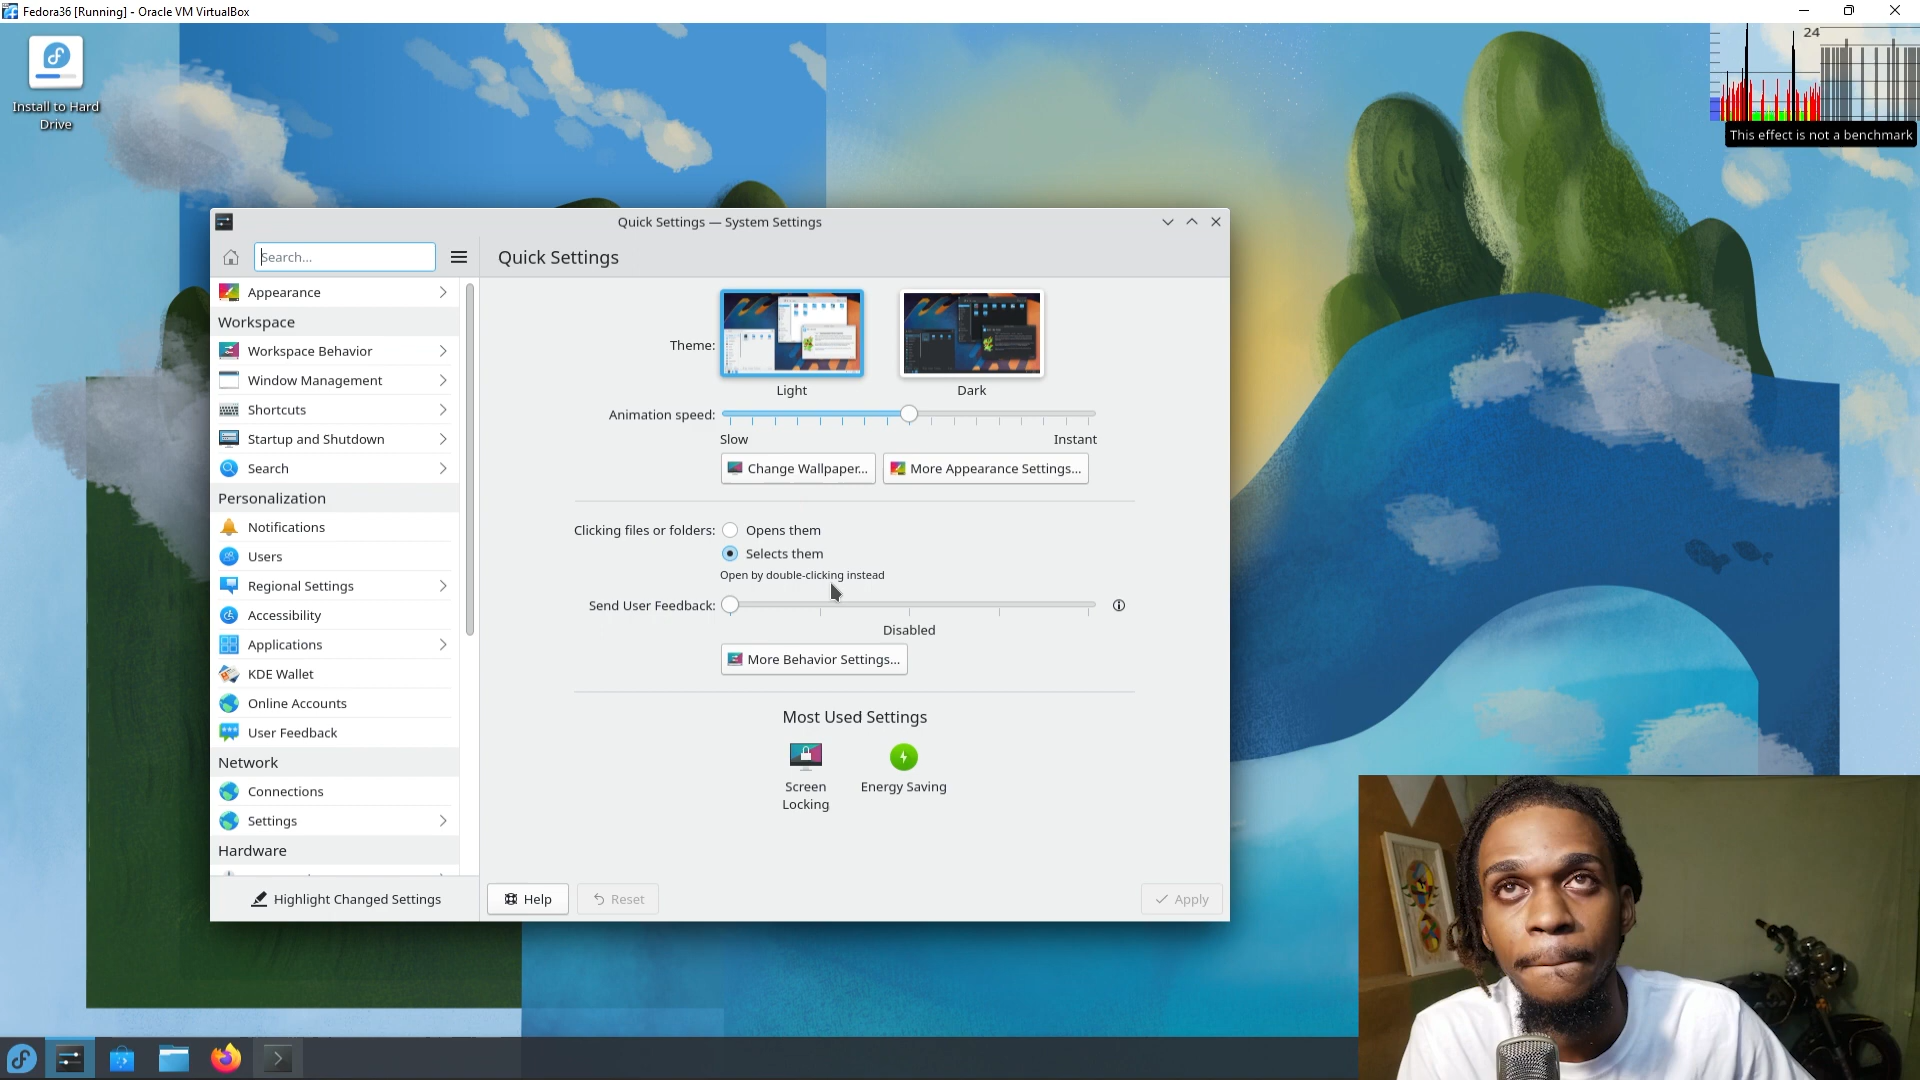 Fedora36 [Running] - Oracle VM VirtualBox
Install to Hard
Drive
24
This effect is not a benchmark
Quick Settings — System Settings
Search...
Quick Settings
Appearance
Workspace
Workspace Behavior
Window Management
Shortcuts
Startup and Shutdown
Search
Personalization
Notifications
Users
Regional Settings
Accessibility
Applications
KDE Wallet
Online Accounts
User Feedback
Network
Connections
Settings
Hardware
Highlight Changed Settings
Theme:
Light
Dark
Animation speed:
Slow
Instant
Change Wallpaper...
More Appearance Settings...
Clicking files or folders:
Opens them
Selects them
Open by double-clicking instead
Send User Feedback:
Disabled
More Behavior Settings...
Most Used Settings
Screen
Locking
Energy Saving
Help
Reset
Apply